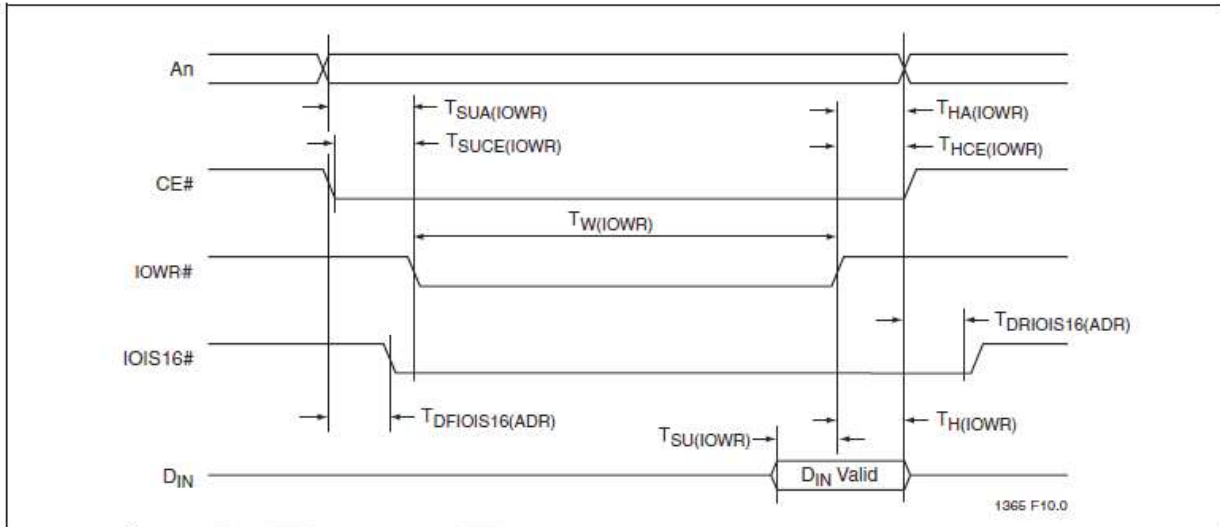 An
TSUA(IOWR)
THA(IOWR)
TSUCE(IOWR)
THCE(IOWR)
CE#
TW(IOWR)
IOWR#
TDRIOIS16(ADR)
IOIS16#
TDFIOIS16(ADR)
TH(IOWR)
TSU(IOWR)
DIN
DIN Valid
1365 F10.0